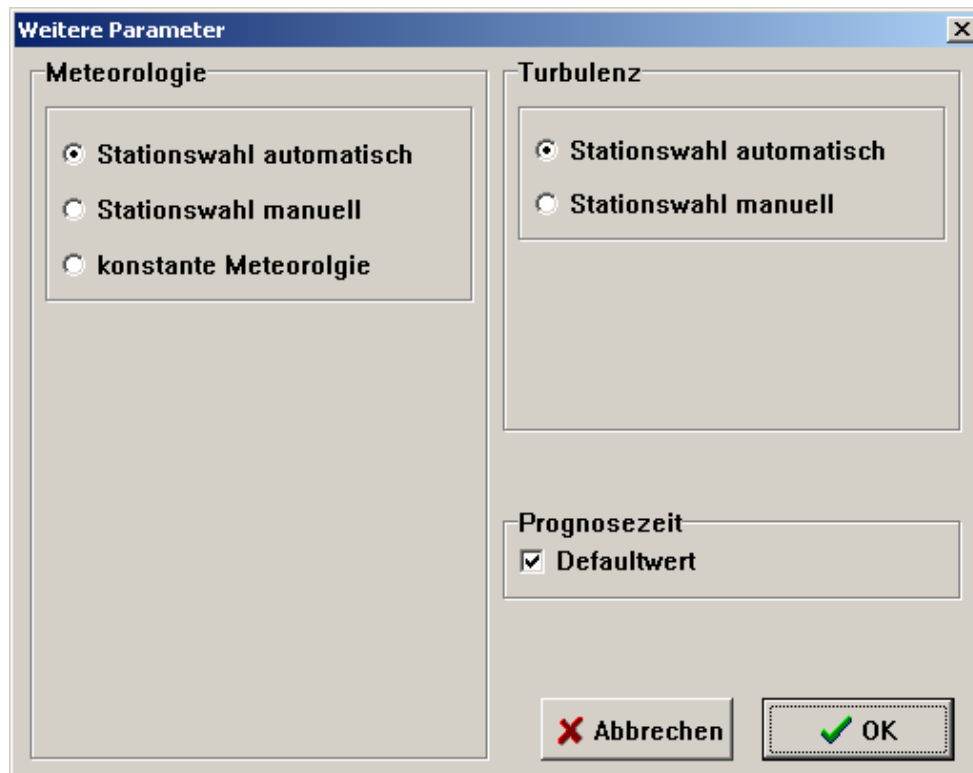 Weitere Parameter
Meteorologie
Stationswahl automatisch
Stationswahl manuell
konstante Meteorolgie
Turbulenz
Stationswahl automatisch
Stationswahl manuell
Prognosezeit
Defaultwert
Abbrechen
OK